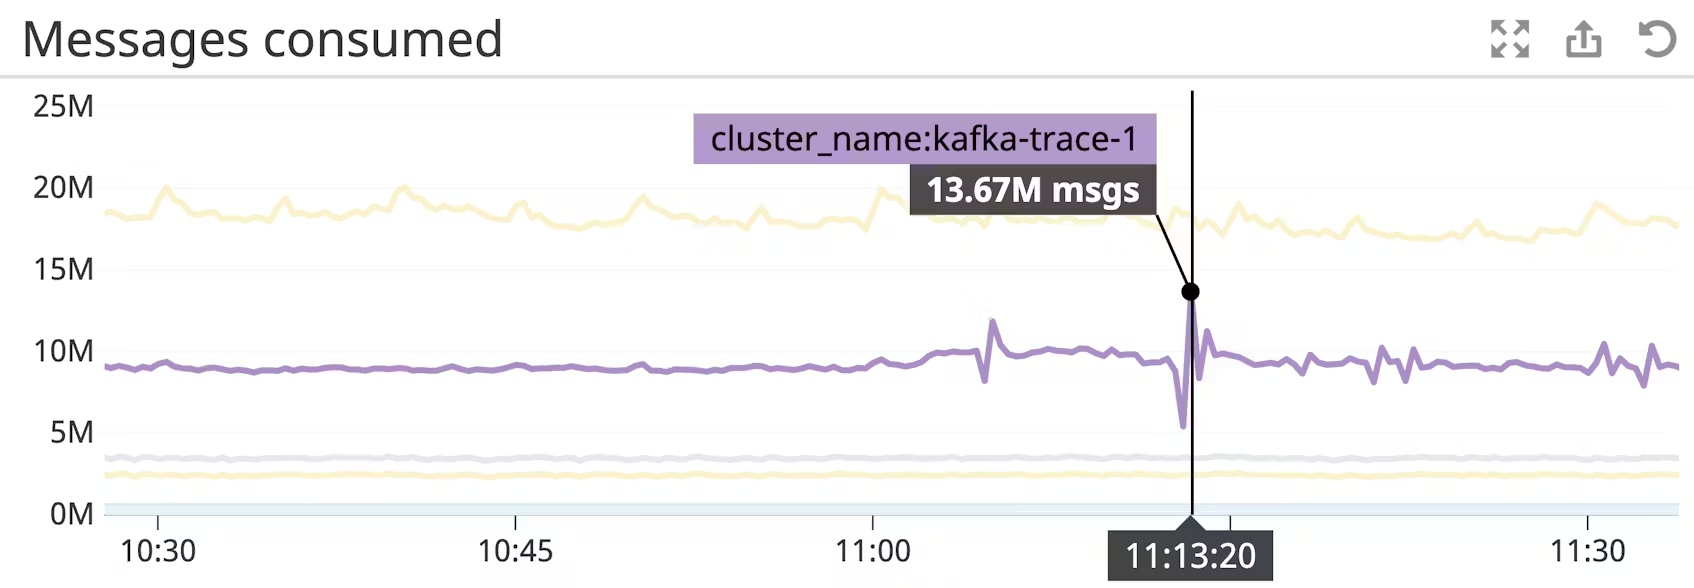 Messages consumed
25M
20M
15M
10M
5M
0M
cluster_name:kafka-trace-1
13.67M msgs
10:30
10:45
11:00
11:13:20
11:30